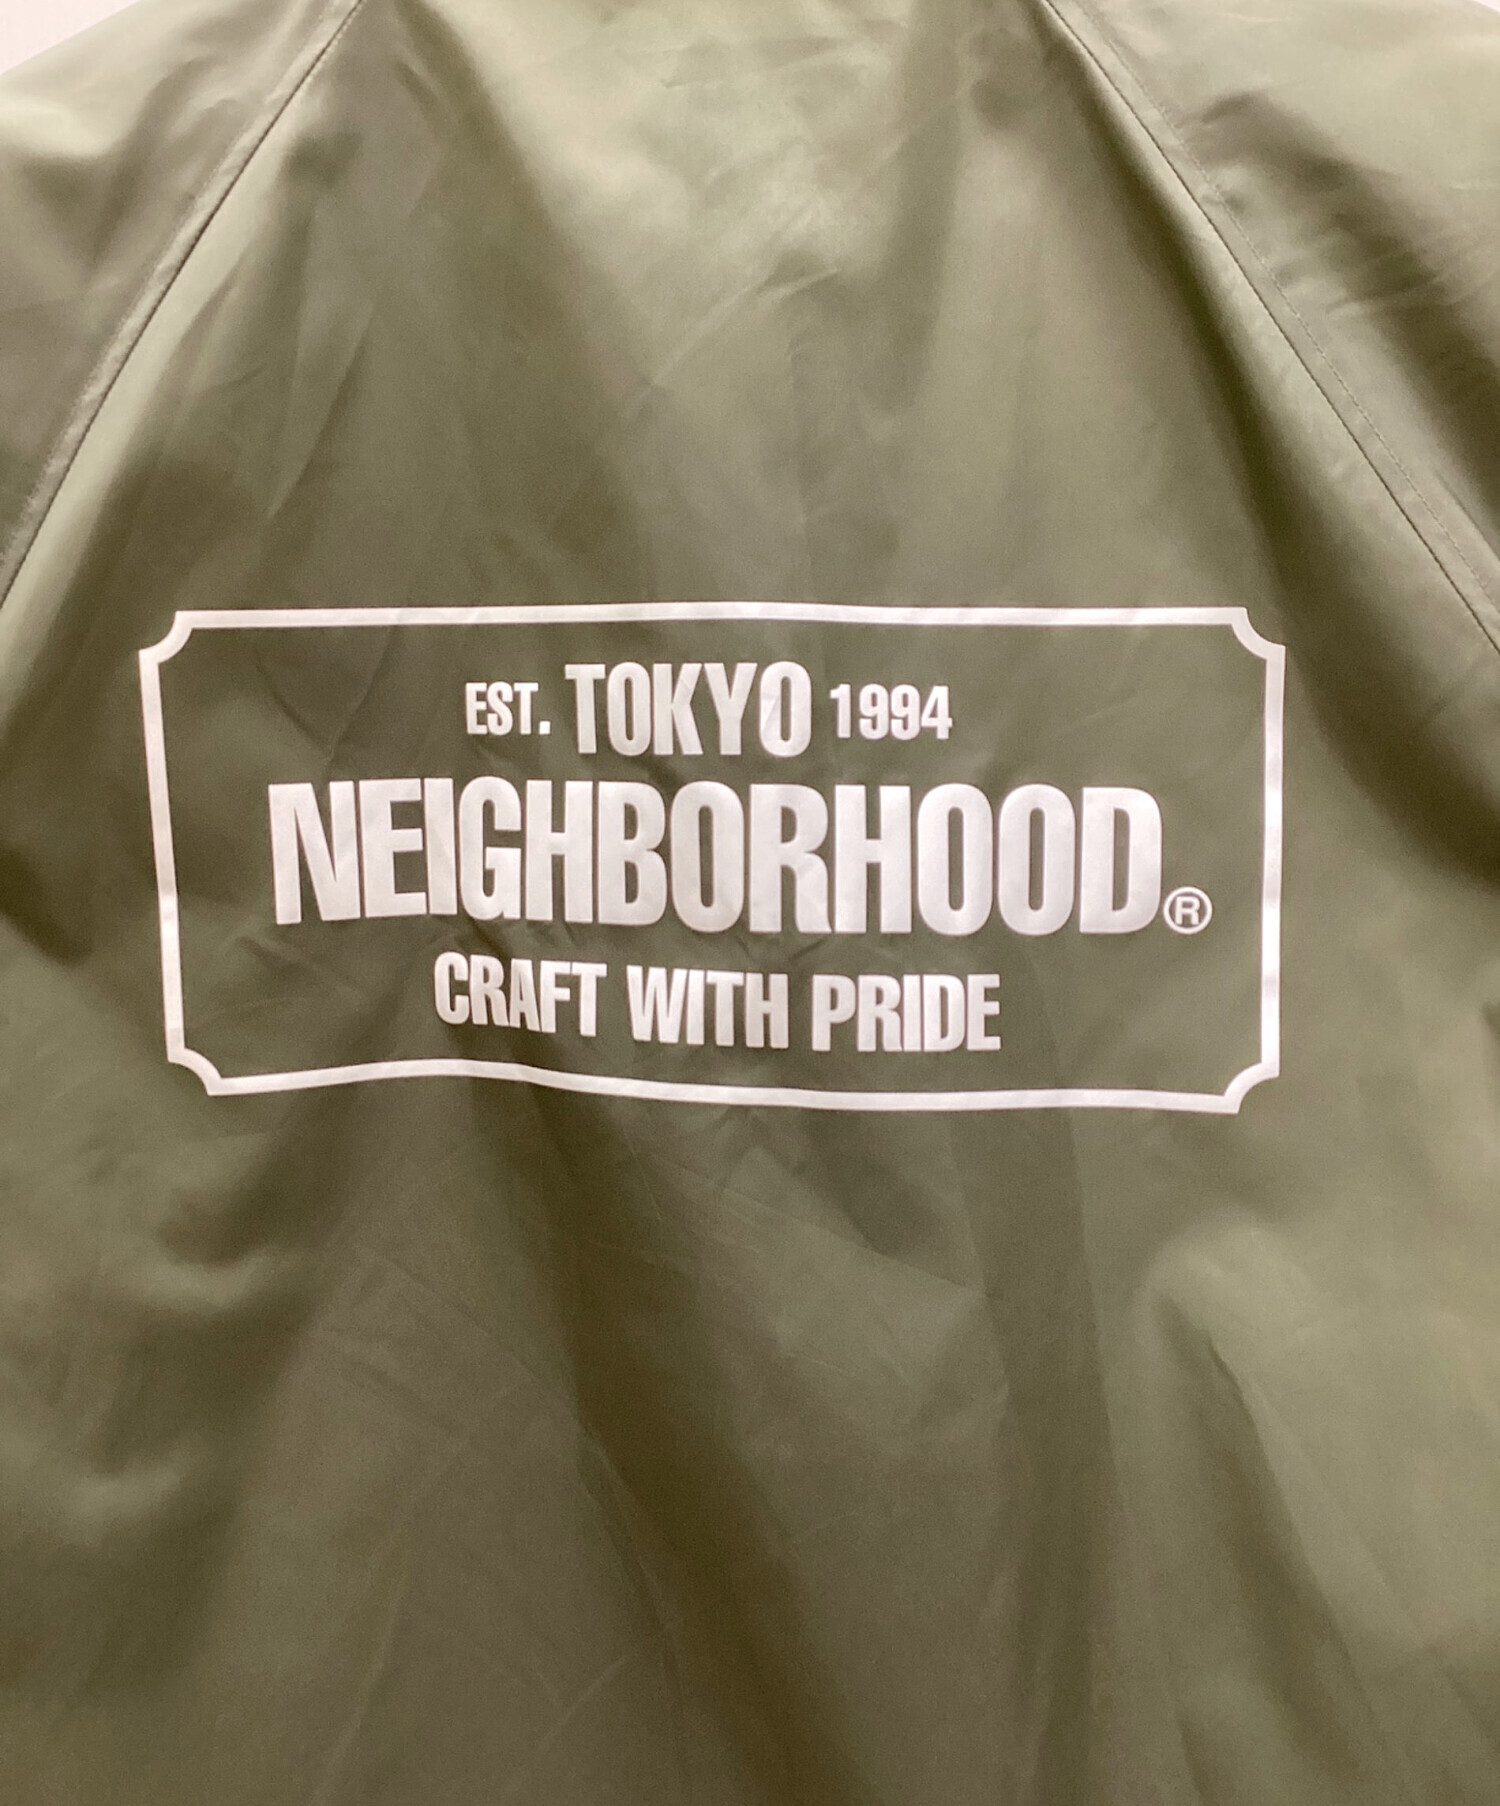 EST. TOKYO 1994
NEIGHBORHOOD®
CRAFT WITH PRIDE